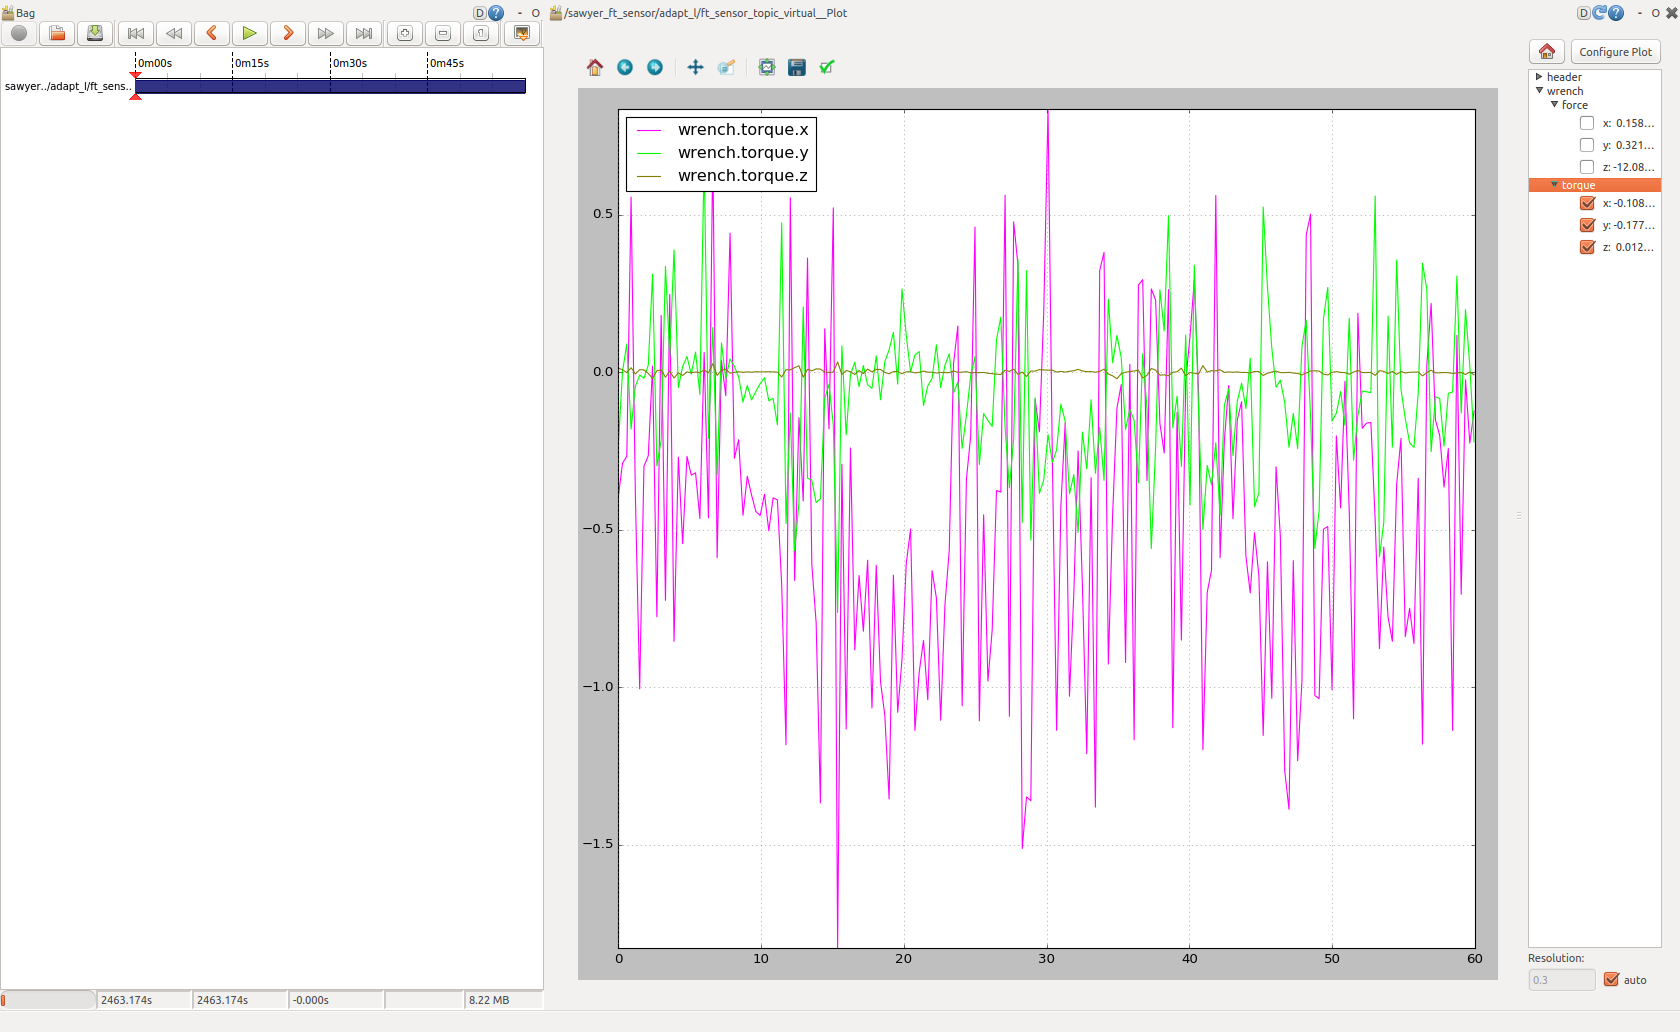 Bag
D ? - O
0m00s 0m15s 0m30s 0m45s
sawyer../adapt_l/ft_sens..
2463.174s 2463.174s -0.000s 8.22 MB
/sawyer_ft_sensor/adapt_l/ft_sensor_topic_virtual__Plot
D ? - O
wrench.torque.x
wrench.torque.y
wrench.torque.z
0.5
0.0
−0.5
−1.0
−1.5
0 10 20 30 40 50 60
Configure Plot
header
wrench
force
x: 0.158...
y: 0.321...
z: -12.08...
torque
x: -0.108...
y: -0.177...
z: 0.012...
Resolution:
0.3 auto